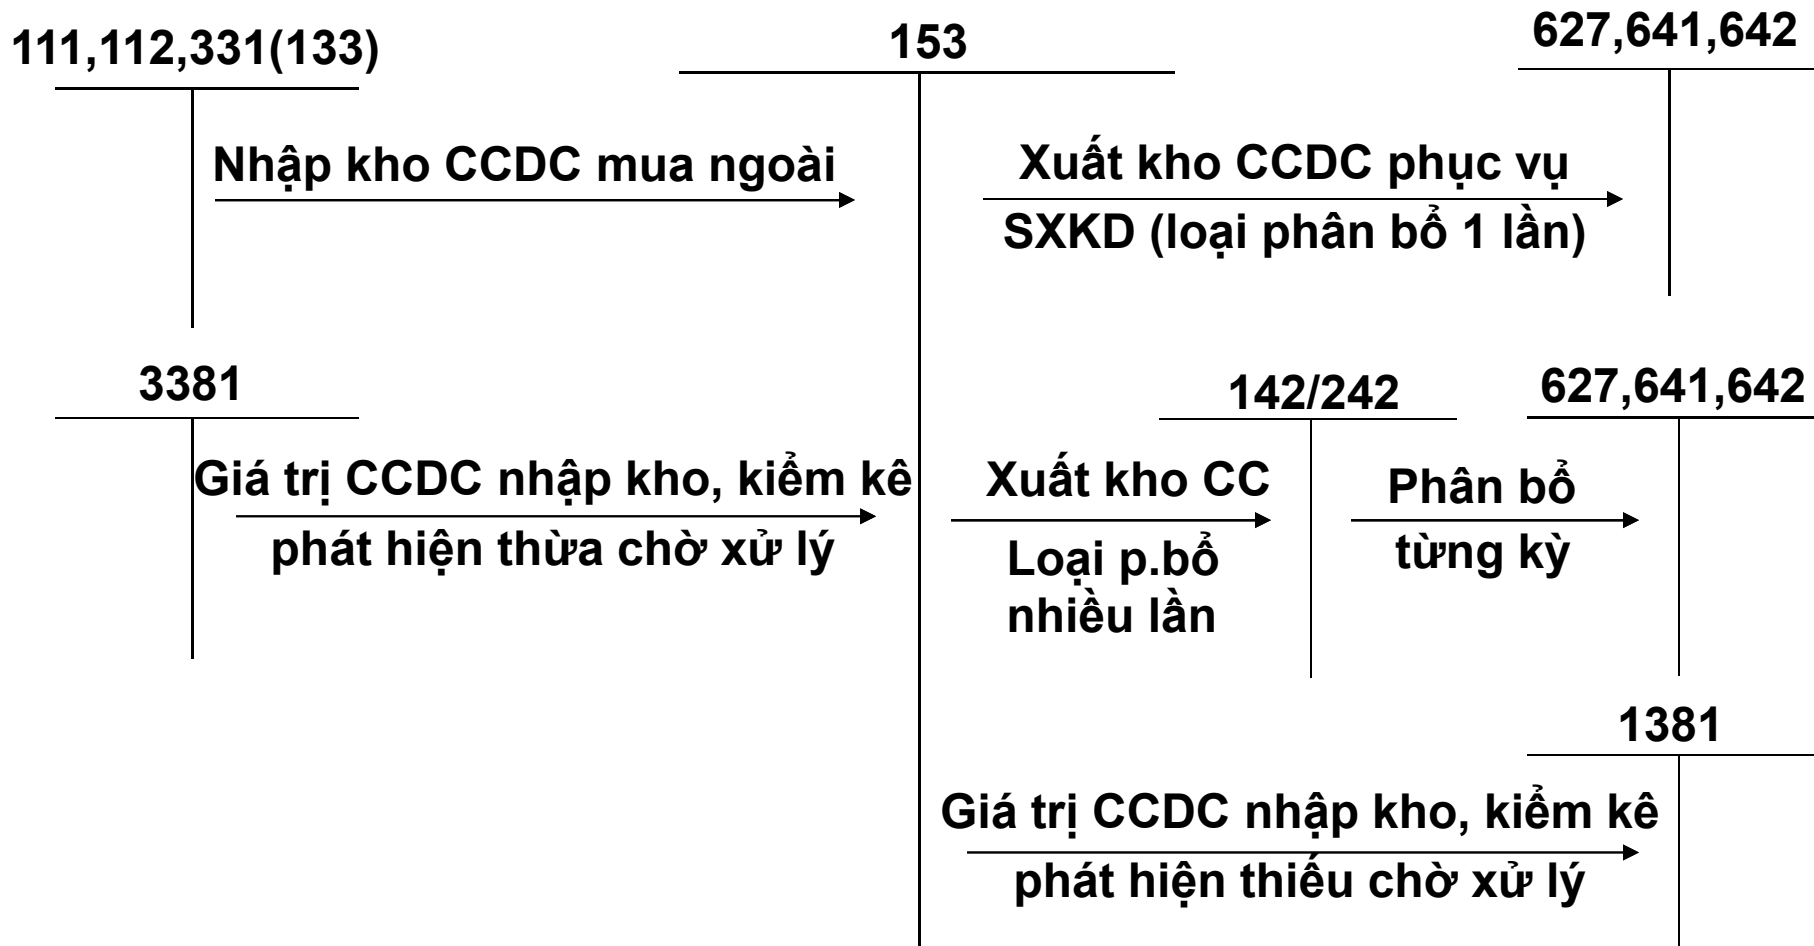 111,112,331(133)
153
627,641,642
Nhập kho CCDC mua ngoài
Xuất kho CCDC phục vụ
SXKD (loại phân bổ 1 lần)
3381
142/242
627,641,642
Giá trị CCDC nhập kho, kiểm kê
phát hiện thừa chờ xử lý
Xuất kho CC
Loại p.bổ
nhiều lần
Phân bổ
từng kỳ
1381
Giá trị CCDC nhập kho, kiểm kê
phát hiện thiếu chờ xử lý